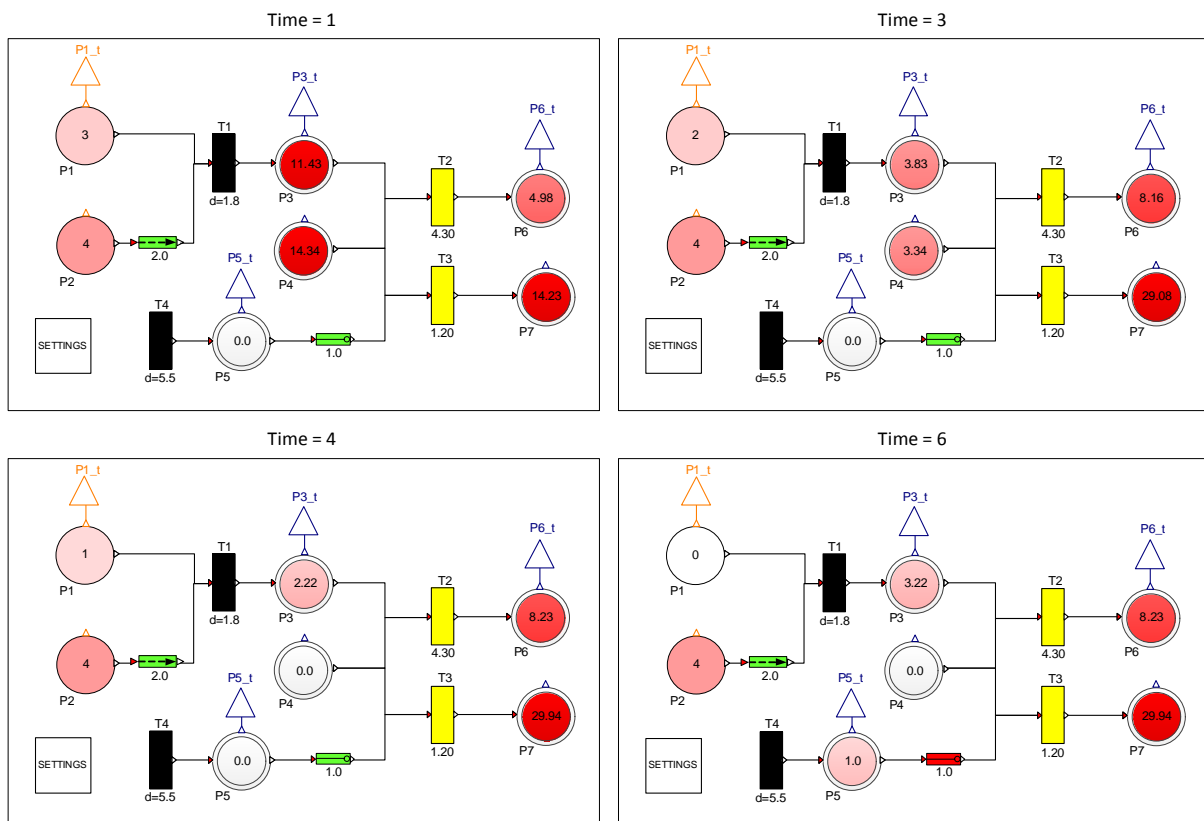 Time = 1
P1_t
3
P1
4
P2
2.0
T1
d=1.8
P3_t
11.43
P3
14.34
P4
P5_t
T4
d=5.5
0.0
P5
1.0
T2
4.30
T3
1.20
P6_t
4.98
P6
14.23
P7
SETTINGS
Time = 3
P1_t
2
P1
4
P2
2.0
T1
d=1.8
P3_t
3.83
P3
3.34
P4
P5_t
T4
d=5.5
0.0
P5
1.0
T2
4.30
T3
1.20
P6_t
8.16
P6
29.08
P7
SETTINGS
Time = 4
P1_t
1
P1
4
P2
2.0
T1
d=1.8
P3_t
2.22
P3
0.0
P4
P5_t
T4
d=5.5
0.0
P5
1.0
T2
4.30
T3
1.20
P6_t
8.23
P6
29.94
P7
SETTINGS
Time = 6
P1_t
0
P1
4
P2
2.0
T1
d=1.8
P3_t
3.22
P3
0.0
P4
P5_t
T4
d=5.5
1.0
P5
1.0
T2
4.30
T3
1.20
P6_t
8.23
P6
29.94
P7
SETTINGS